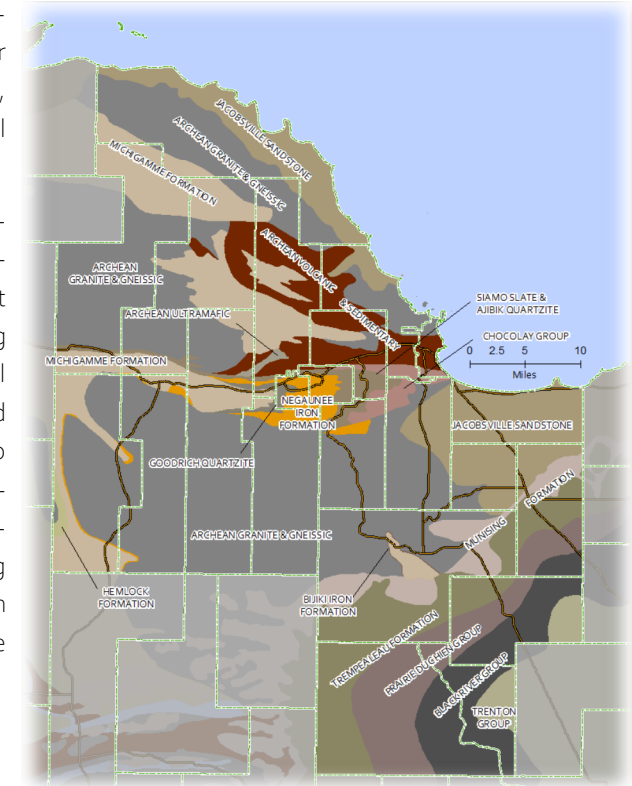 JACOBSVILLE SANDSTONE
ARCHEAN GRANITE & GNEISSIC
MICHIGAMME FORMATION
ARCHEAN VOLCANIC & SEDIMENTARY
ARCHEAN
GRANITE & GNEISSIC
ARCHEAN ULTRAMAFIC
SIAMO SLATE &
AJIBIK QUARTZITE
CHOCOLAY GROUP
0 2.5 5 10
Miles
MICHIGAMME FORMATION
NEGAUNEE
IRON
FORMATION
JACOBSVILLE SANDSTONE
GOODRICH QUARTZITE
MUNISING FORMATION
ARCHEAN GRANITE & GNEISSIC
HEMLOCK
FORMATION
BIJIKI IRON
FORMATION
TREMPEALEAU FORMATION
PRAIRIE DU CHIEN GROUP
BLACK RIVER GROUP
TRENTON
GROUP